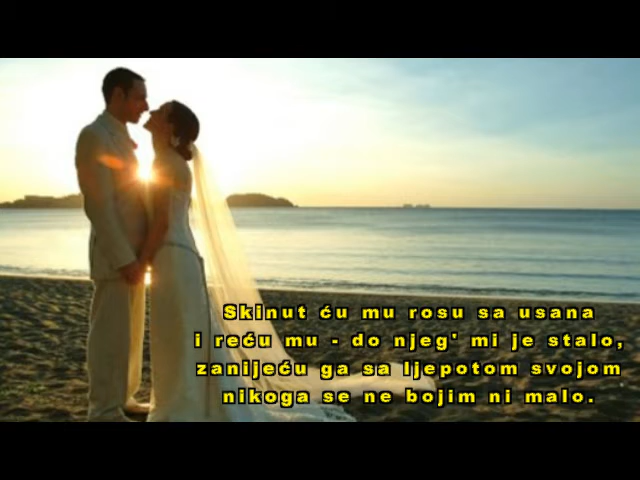 Skinut ću mu rosu sa usana
i reću mu - do njeg' mi je stalo,
zanijeću ga sa ljepotom svojom
nikoga se ne bojim ni malo.